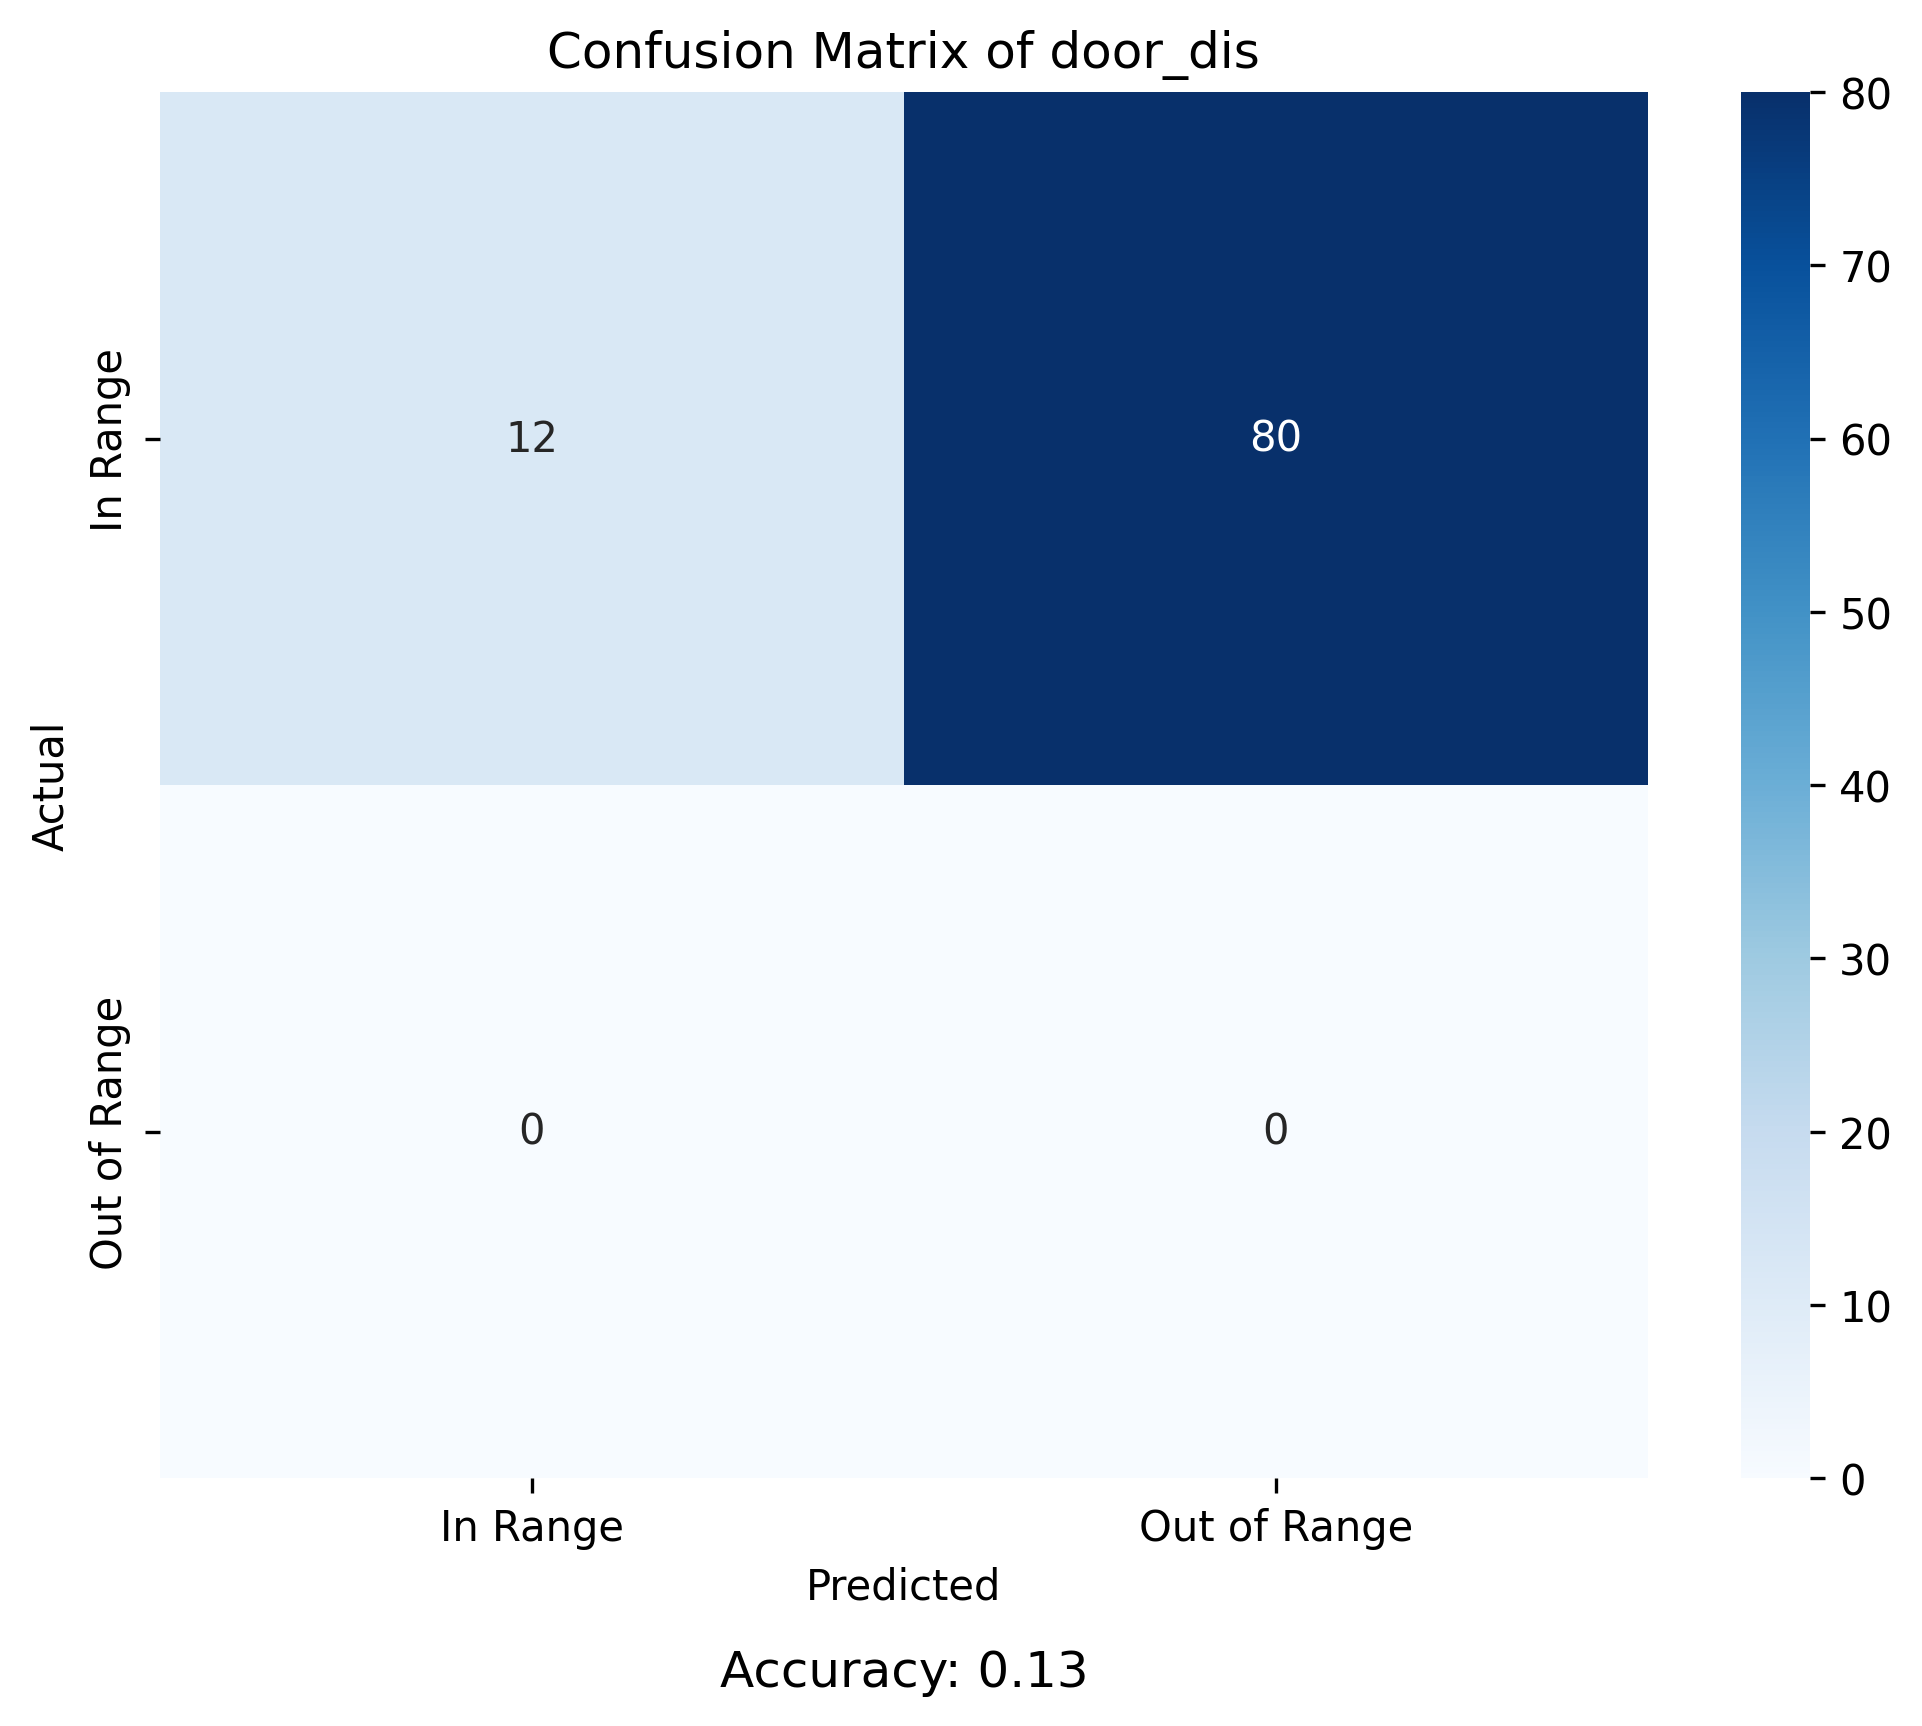 Confusion Matrix of door_dis
80
70
60
50
40
30
20
10
0
Actual
In Range
Out of Range
12
80
0
0
In Range
Out of Range
Predicted
Accuracy: 0.13